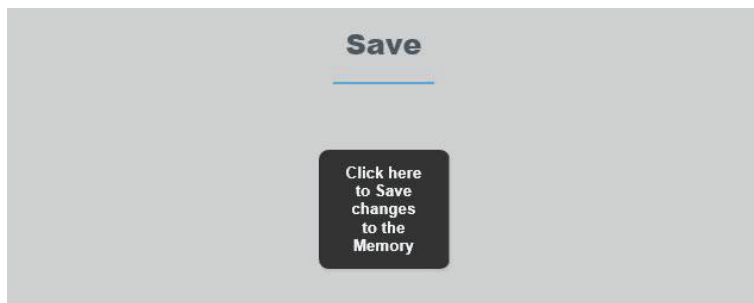 Save
Click here
to Save
changes
to the
Memory